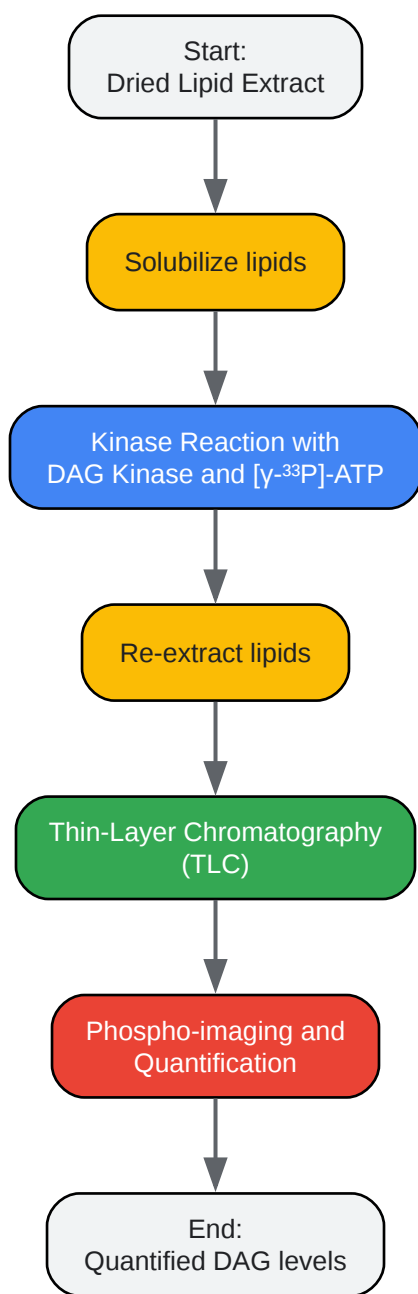 Start:
Dried Lipid Extract
Solubilize lipids
Kinase Reaction with
DAG Kinase and [γ-³³P]-ATP
Re-extract lipids
Thin-Layer Chromatography
(TLC)
Phospho-imaging and
Quantification
End:
Quantified DAG levels